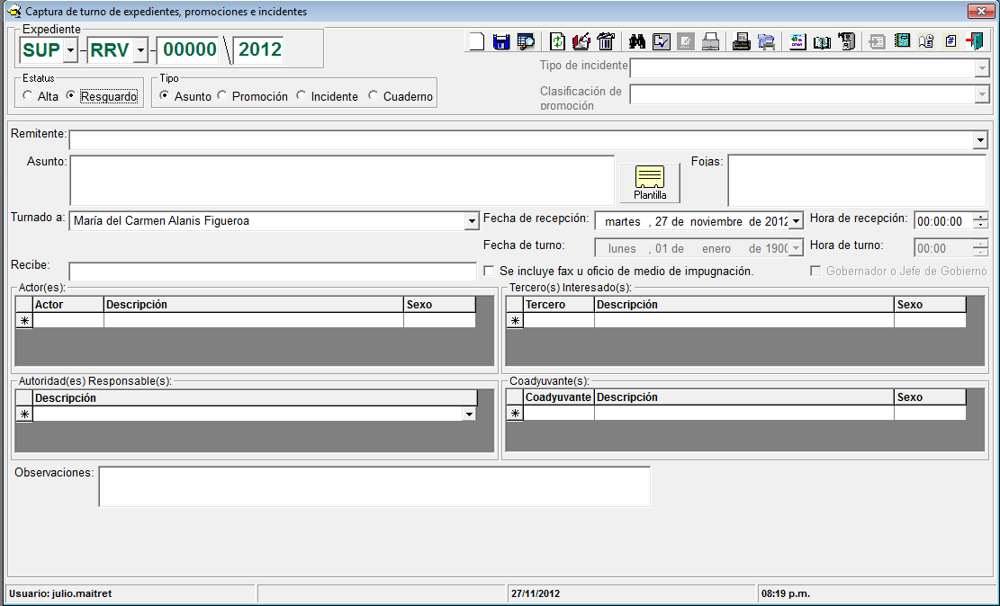 Captura de turno de expedientes, promociones e incidentes
Expediente
SUP - RRV - 00000 \ 2012
Tipo de incidente
Clasificación de promoción
Estatus
Alta Resguardo
Tipo
Asunto Promoción Incidente Cuaderno
Remitente:
Asunto:
Plantilla
Fojas:
Turnado a: María del Carmen Alanis Figueroa
Fecha de recepción: martes , 27 de noviembre de 2012
Hora de recepción: 00:00:00
Fecha de turno: lunes , 01 de enero de 1900
Hora de turno: 00:00
Recibe:
Se incluye fax u oficio de medio de impugnación.
Gobernador o Jefe de Gobierno
Actor(es):
Actor Descripción Sexo
Tercero(s) Interesado(s):
Tercero Descripción Sexo
Autoridad(es) Responsable(s):
Descripción
Coadyuvante(s):
Coadyuvante Descripción Sexo
Observaciones:
Usuario: julio.maitret
27/11/2012
08:19 p.m.